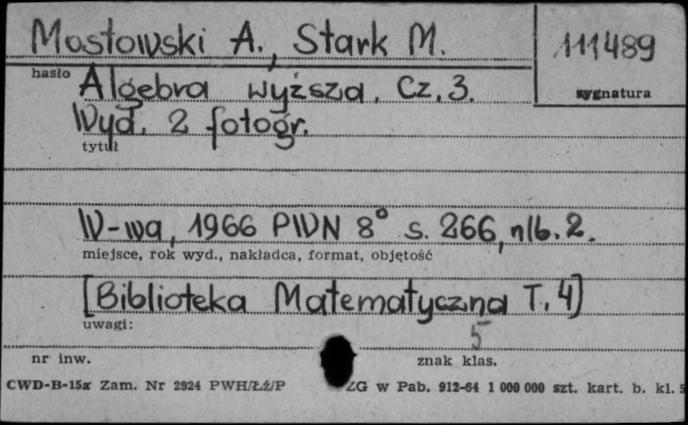 Mostowski A., Stark M.
111489
hasło
sygnatura
Algebra wyższa. Cz. 3.
Wyd. 2 fotogr.
tytuł
W-wa, 1966 PWN 8° s. 266, nlb. 2.
miejsce, rok wyd., nakładca, format, objętość
[Biblioteka Matematyczna T. 4]
uwagi:
5
nr inw.
znak klas.
CWD-B-15a Zam. Nr 2924 PWH/Łź/P ZG w Pab. 912-64 1 000 000 szt. kart. b. kl. 5